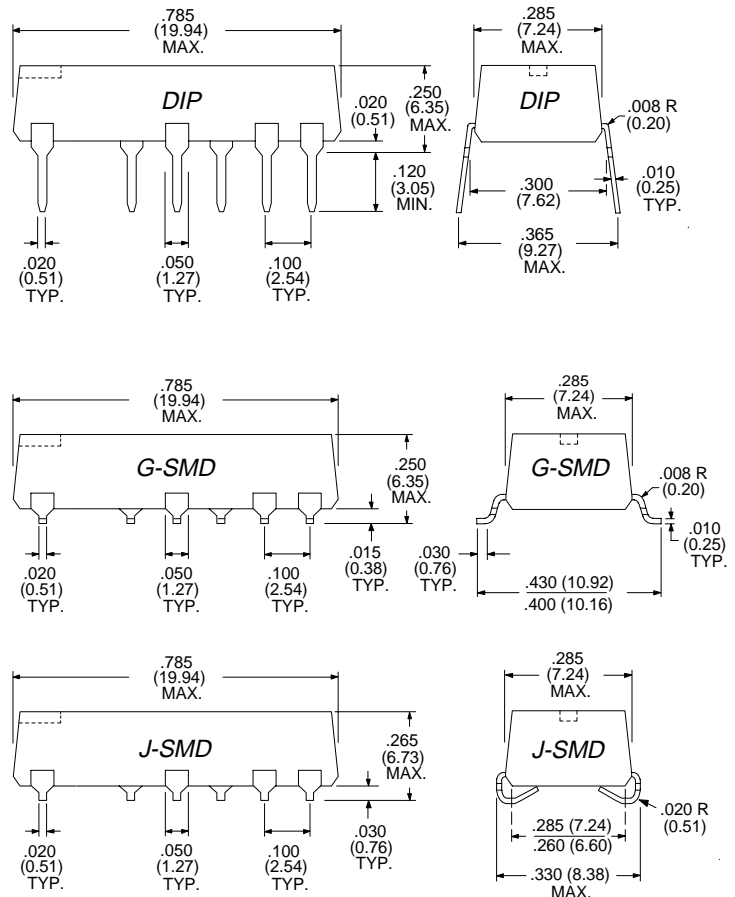 .785
(19.94)
MAX.
DIP
.020
(0.51)
.250
(6.35)
MAX.
.120
(3.05)
MIN.
.020
(0.51)
TYP.
.050
(1.27)
TYP.
.100
(2.54)
TYP.
.285
(7.24)
MAX.
DIP
.008 R
(0.20)
.300
(7.62)
.010
(0.25)
TYP.
.365
(9.27)
MAX.
.785
(19.94)
MAX.
G-SMD
.250
(6.35)
MAX.
.020
(0.51)
TYP.
.050
(1.27)
TYP.
.100
(2.54)
TYP.
.015
(0.38)
TYP.
.285
(7.24)
MAX.
G-SMD
.008 R
(0.20)
.030
(0.76)
TYP.
.010
(0.25)
TYP.
.430 (10.92)
.400 (10.16)
.785
(19.94)
MAX.
J-SMD
.265
(6.73)
MAX.
.020
(0.51)
TYP.
.050
(1.27)
TYP.
.100
(2.54)
TYP.
.030
(0.76)
TYP.
.285
(7.24)
MAX.
J-SMD
.020 R
(0.51)
.285 (7.24)
.260 (6.60)
.330 (8.38)
MAX.